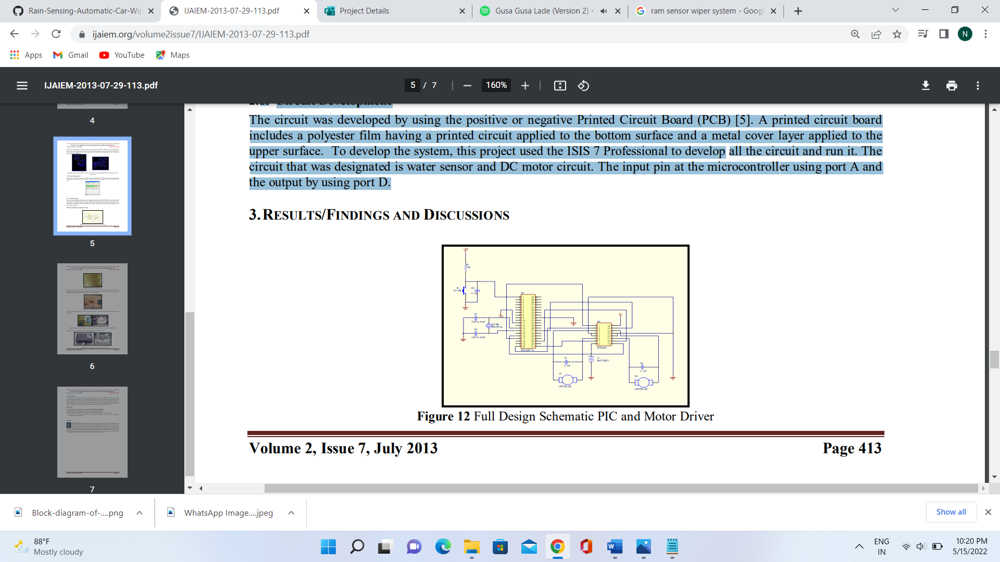 Rain-Sensing-Automatic-Car-Wip
IJAIEM-2013-07-29-113.pdf
Project Details
Gusa Gusa Lade (Version 2) •
ram sensor wiper system - Goog
ijaiem.org/volume2issue7/IJAIEM-2013-07-29-113.pdf
N
Apps
Gmail
YouTube
Maps
IJAIEM-2013-07-29-113.pdf
5 / 7
160%
4
5
6
7
Circuit Development
The circuit was developed by using the positive or negative Printed Circuit Board (PCB) [5]. A printed circuit board
includes a polyester film having a printed circuit applied to the bottom surface and a metal cover layer applied to the
upper surface. To develop the system, this project used the ISIS 7 Professional to develop all the circuit and run it. The
circuit that was designated is water sensor and DC motor circuit. The input pin at the microcontroller using port A and
the output by using port D.
3. RESULTS/FINDINGS AND DISCUSSIONS
CRYSTAL
BATTERY
MOTOR DC
MOTOR DC
Figure 12 Full Design Schematic PIC and Motor Driver
Volume 2, Issue 7, July 2013
Page 413
Block-diagram-of-....png
WhatsApp Image....jpeg
Show all
88°F
Mostly cloudy
ENG
IN
10:20 PM
5/15/2022